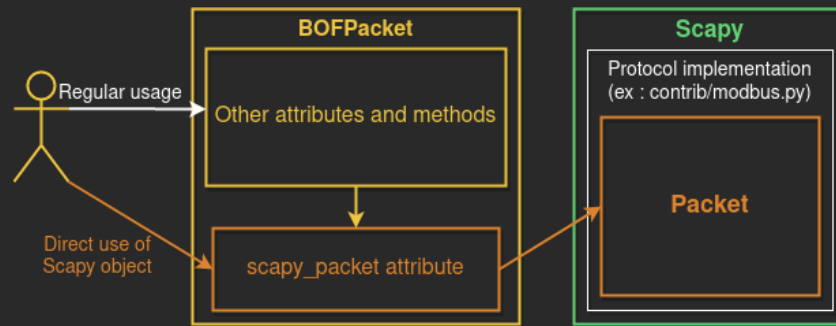 BOFPacket
Regular usage
Other attributes and methods
Direct use of
Scapy object
scapy_packet attribute
Scapy
Protocol implementation
(ex : contrib/modbus.py)
Packet